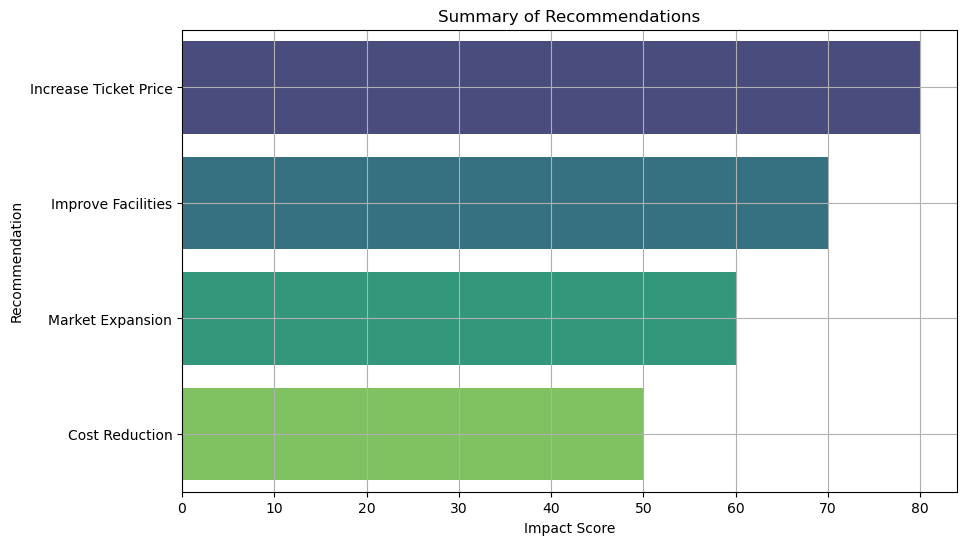 Summary of Recommendations
Recommendation
Increase Ticket Price
Improve Facilities
Market Expansion
Cost Reduction
0 10 20 30 40 50 60 70 80
Impact Score